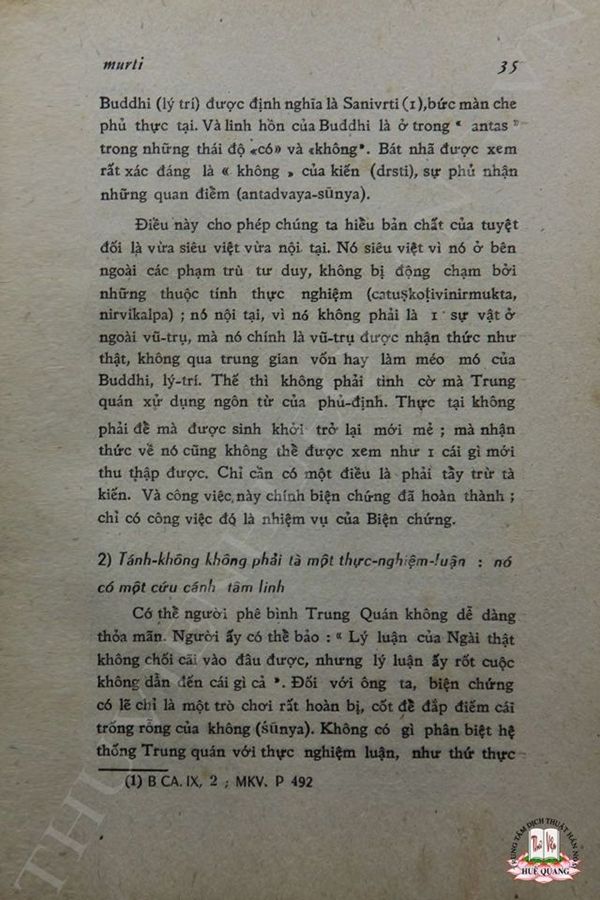 murti 35
Buddhi (lý trí) được định nghĩa là Sanivrti (1),bức màn che
phủ thực tại. Và linh hồn của Buddhi là ở trong “ antas ”
trong những thái độ «có» và «không”. Bát nhã được xem
rất xác đáng là « không » của kiến (drsti), sự phủ nhận
những quan điểm (antadvaya-sūnya).
Điều này cho phép chúng ta hiểu bản chất của tuyệt
đối là vừa siêu việt vừa nội tại. Nó siêu việt vì nó ở bên
ngoài các phạm trù tư duy, không bị động chạm bởi
những thuộc tính thực nghiệm (catuṣkoṭivinirmukta,
nirvikalpa) ; nó nội tại, vì nó không phải là 1 sự vật ở
ngoài vũ-trụ, mà nó chính là vũ-trụ được nhận thức như
thật, không qua trung gian vốn hay làm méo mó của
Buddhi, lý-trí. Thế thì không phải tình cờ mà Trung
quán xử dụng ngôn từ của phủ-định. Thực tại không
phải để mà được sinh khởi trở lại mới mẻ ; mà nhận
thức về nó cũng không thể được xem như 1 cái gì mới
thu thập được. Chỉ cần có một điều là phải tẩy trừ tà
kiến. Và công việc này chính biện chứng đã hoàn thành ;
chỉ có công việc đó là nhiệm vụ của Biện chứng.
2) Tánh-không không phải tà một thực-nghiệm-luận : nó
có một cứu cánh tâm linh
Có thể người phê bình Trung Quán không dễ dàng
thỏa mãn. Người ấy có thể bảo : “ Lý luận của Ngài thật
không chối cãi vào đâu được, nhưng lý luận ấy rốt cuộc
không dẫn đến cái gì cả ”. Đối với ông ta, biện chứng
có lẽ chỉ là một trò chơi rất hoàn bị, cốt để đắp điếm cái
trống rỗng của không (śūnya). Không có gì phân biệt hệ
thống Trung quán với thực nghiệm luận, như thứ thực
(1) B CA. IX, 2 ; MKV. P 492
TRUNG TÂM DỊCH THUẬT HÁN NÔM
HUỆ QUANG